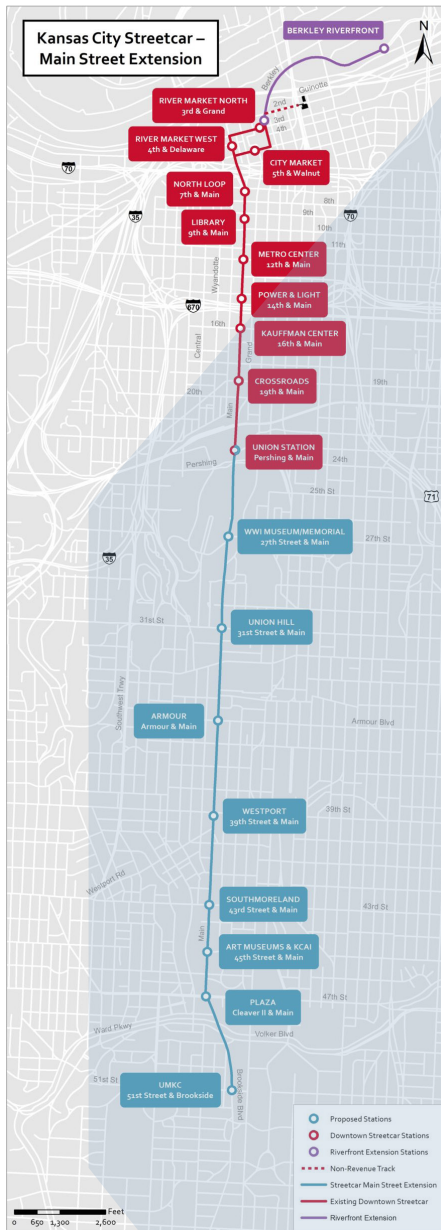 Kansas City Streetcar –
Main Street Extension
N
BERKLEY RIVERFRONT
Berkley
Guinotte
RIVER MARKET NORTH
3rd & Grand
2nd
3rd
4th
RIVER MARKET WEST
4th & Delaware
CITY MARKET
5th & Walnut
70
NORTH LOOP
7th & Main
8th
35
9th
70
LIBRARY
9th & Main
10th
11th
Wyandotte
METRO CENTER
12th & Main
POWER & LIGHT
14th & Main
670
16th
KAUFFMAN CENTER
16th & Main
Central
Grand
CROSSROADS
19th & Main
19th
20th
Main
UNION STATION
Pershing & Main
Pershing
24th
25th St
71
WWI MUSEUM/MEMORIAL
27th Street & Main
27th St
35
31st St
UNION HILL
31st Street & Main
Southwest Trwy
ARMOUR
Armour & Main
Armour Blvd
WESTPORT
39th Street & Main
39th St
Westport Rd
SOUTHMORELAND
43rd Street & Main
43rd St
Main
ART MUSEUMS & KCAI
45th Street & Main
PLAZA
Cleaver II & Main
47th St
Ward Pkwy
Volker Blvd
51st St
UMKC
51st Street & Brookside
Brookside Blvd
Proposed Stations
Downtown Streetcar Stations
Riverfront Extension Stations
Non-Revenue Track
Streetcar Main Street Extension
Existing Downtown Streetcar
Riverfront Extension
Feet
0 650 1,300 2,600